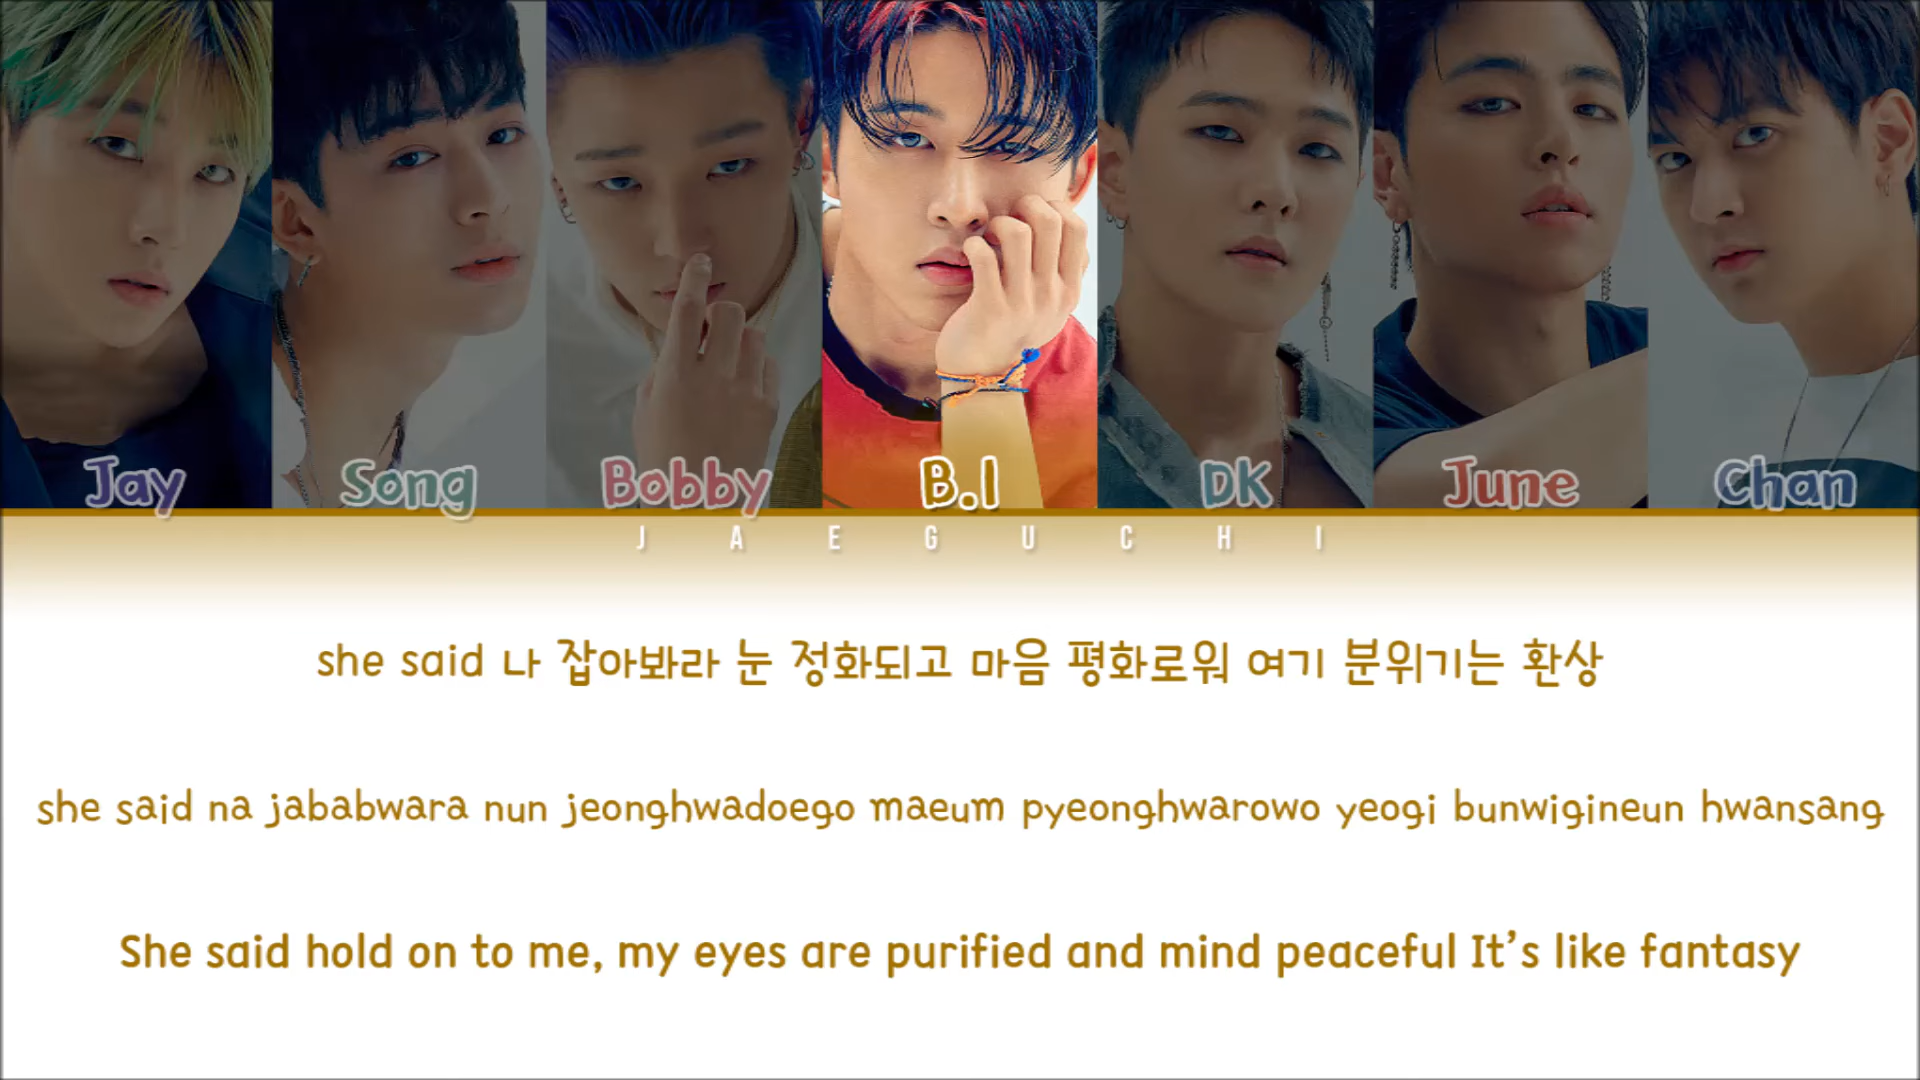 Jay Song Bobby B.I DK June Chan
JAEGUCHI
she said 나 잡아봐라 눈 정화되고 마음 평화로워 여기 분위기는 환상
she said na jababwara nun jeonghwadoego maeum pyeonghwarowo yeogi bunwigineun hwansang
She said hold on to me, my eyes are purified and mind peaceful It's like fantasy